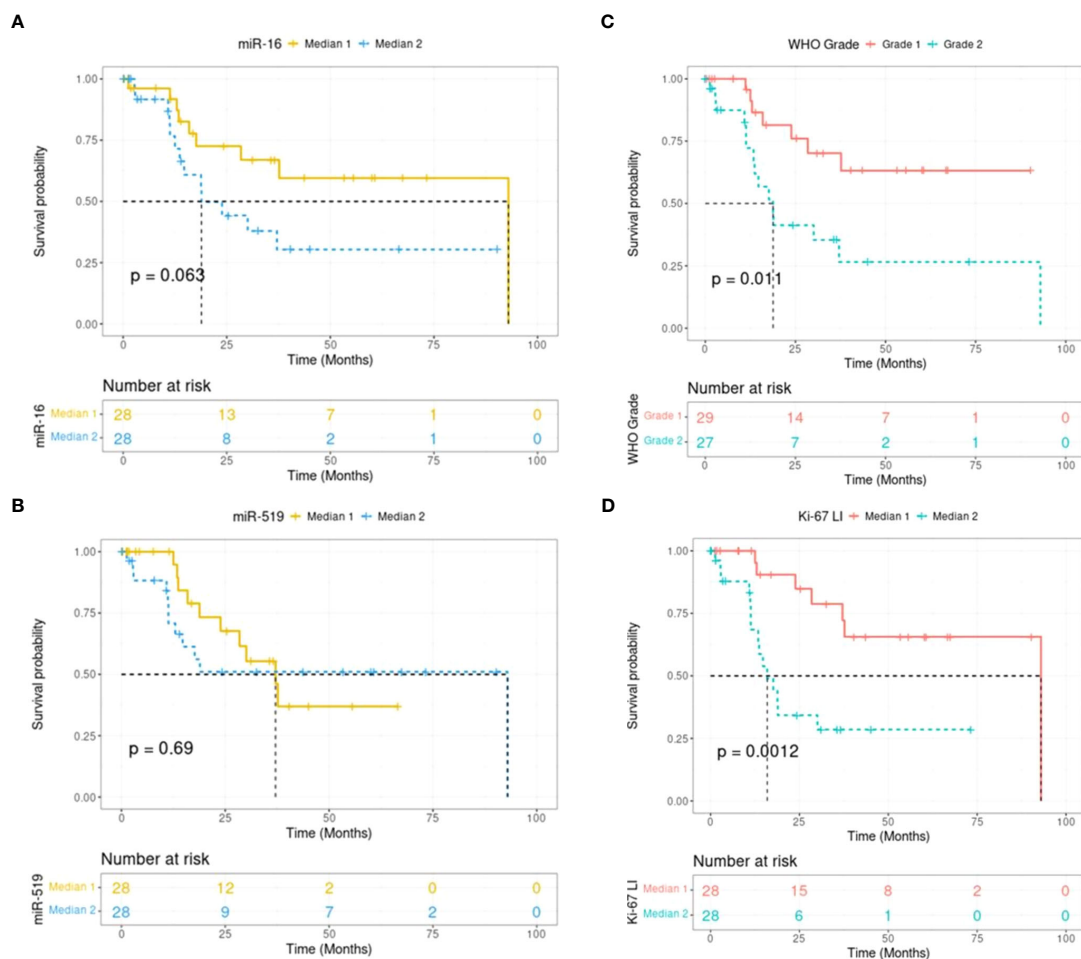 A
miR-16 Median 1 Median 2
Survival probability
1.00
0.75
0.50
0.25
0.00
p = 0.063
0 25 50 75 100
Time (Months)
Number at risk
miR-16
Median 1 28 13 7 1 0
Median 2 28 8 2 1 0
0 25 50 75 100
Time (Months)
B
miR-519 Median 1 Median 2
Survival probability
1.00
0.75
0.50
0.25
0.00
p = 0.69
0 25 50 75 100
Time (Months)
Number at risk
miR-519
Median 1 28 12 2 0 0
Median 2 28 9 7 2 0
0 25 50 75 100
Time (Months)
C
WHO Grade Grade 1 Grade 2
Survival probability
1.00
0.75
0.50
0.25
0.00
p = 0.011
0 25 50 75 100
Time (Months)
Number at risk
WHO Grade
Grade 1 29 14 7 1 0
Grade 2 27 7 2 1 0
0 25 50 75 100
Time (Months)
D
Ki-67 LI Median 1 Median 2
Survival probability
1.00
0.75
0.50
0.25
0.00
p = 0.0012
0 25 50 75 100
Time (Months)
Number at risk
Ki-67 LI
Median 1 28 15 8 2 0
Median 2 28 6 1 0 0
0 25 50 75 100
Time (Months)